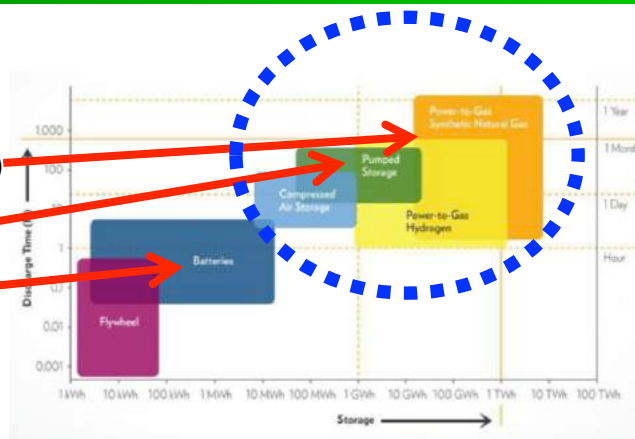 Power-to-Gas
Synthetic Natural Gas
1 Year
1.000
1 Month
)
100
Pumped
Storage
Compressed
Air Storage
1 Day
10
Power-to-Gas
Hydrogen
1
Hour
Batteries
0,1
Flywheel
0,01
0,001
Discharge Time (h)
1 kWh 10 kWh 100 kWh 1 MWh 10 MWh 100 MWh 1 GWh 10 GWh 100 GWh 1 TWh 10 TWh 100 TWh
Storage